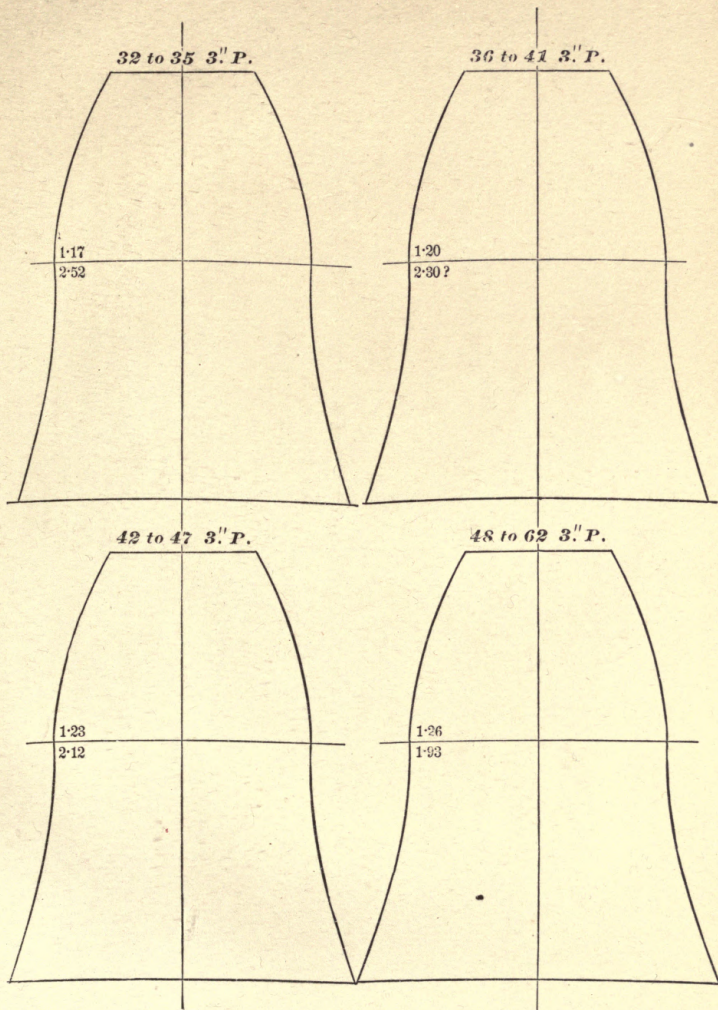 32 to 35 3." P.
1·17
2·52
36 to 41 3." P.
1·20
2·30 ?
42 to 47 3." P.
1·23
2·12
48 to 62 3." P.
1·26
1·93